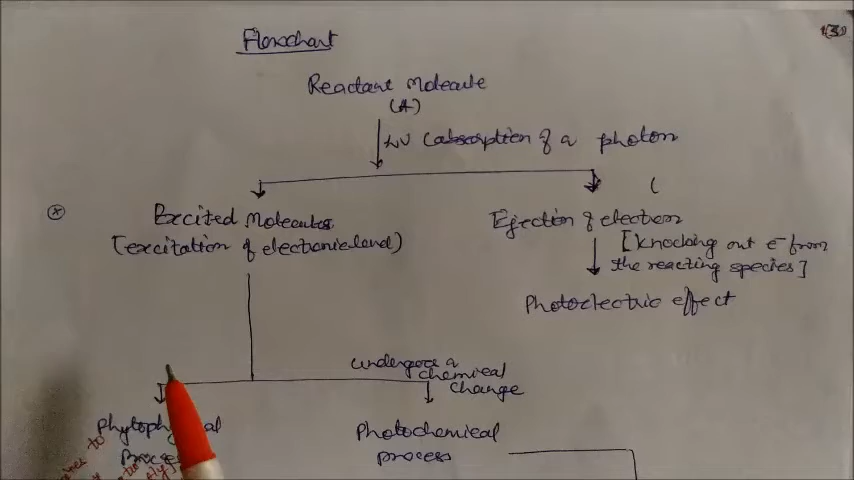 Flowchart
Reactant Molecule
(A)
hν (absorption of a photon
(
Excited Molecules
[excitation of electronic level)
Ejection of electron
[Knocking out e⁻ from
the reacting species]
Photoelectric effect
undergoes a
chemical
change
Photochemical
process